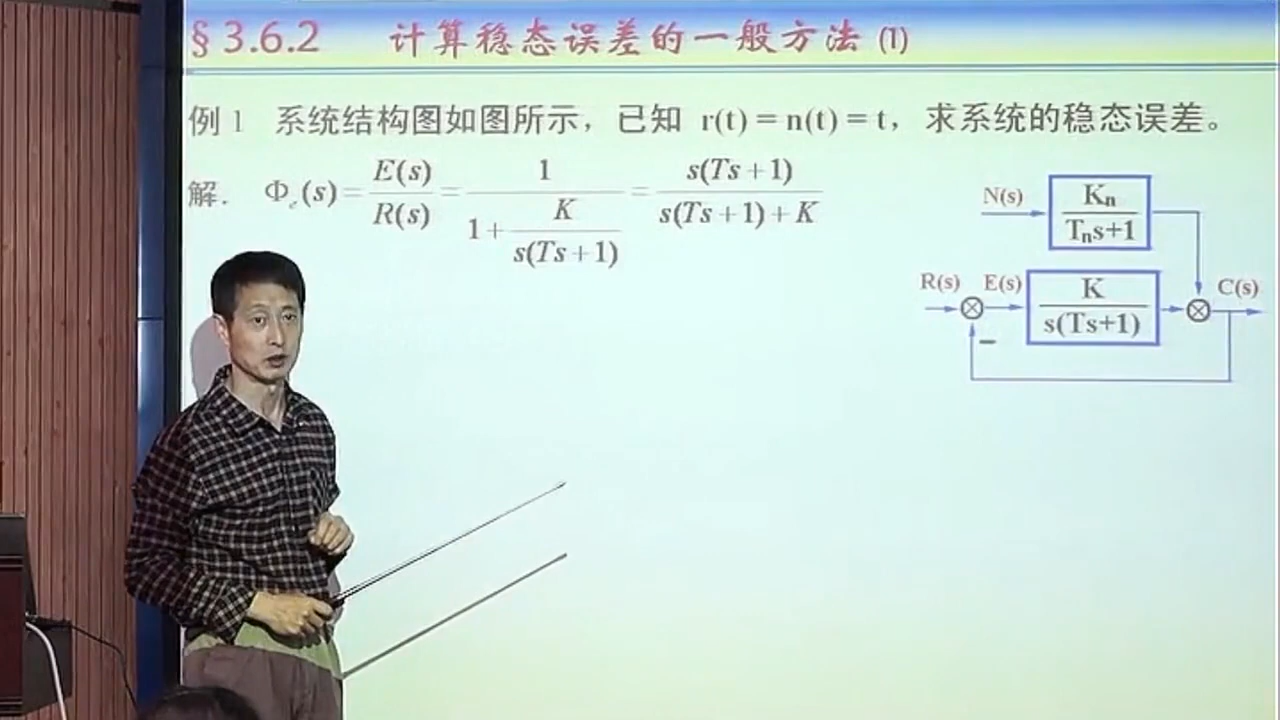 §3.6.2 计算稳态误差的一般方法 (1)
例 1 系统结构图如图所示，已知 r(t) = n(t) = t，求系统的稳态误差。
解. Φe(s) = E(s)/R(s) = 1/(1 + K/(s(Ts+1))) = s(Ts+1)/(s(Ts+1)+K)
N(s)
Kn
Tns+1
R(s)
E(s)
K
s(Ts+1)
C(s)
−